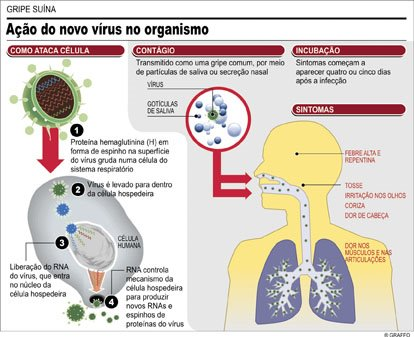 GRIPE SUÍNA
Ação do novo vírus no organismo
COMO ATACA CÉLULA
1
Proteína hemaglutinina (H) em
forma de espinho na superfície
do vírus gruda numa célula do
sistema respiratório
2
Vírus é levado para dentro
da célula hospedeira
3
CÉLULA
HUMANA
Liberação do RNA
do vírus, que entra
no núcleo da
célula hospedeira
4
RNA controla
mecanismo da
célula hospedeira
para produzir
novos RNAs e
espinhos de
proteínas do vírus
CONTÁGIO
Transmitido como uma gripe comum, por meio
de partículas de saliva ou secreção nasal
VÍRUS
GOTÍCULAS
DE SALIVA
INCUBAÇÃO
Sintomas começam a
aparecer quatro ou cinco dias
após a infecção
SINTOMAS
FEBRE ALTA E
REPENTINA
TOSSE
IRRITAÇÃO NOS OLHOS
CORIZA
DOR DE CABEÇA
DOR NOS
MÚSCULOS E NAS
ARTICULAÇÕES
© GRAFFO